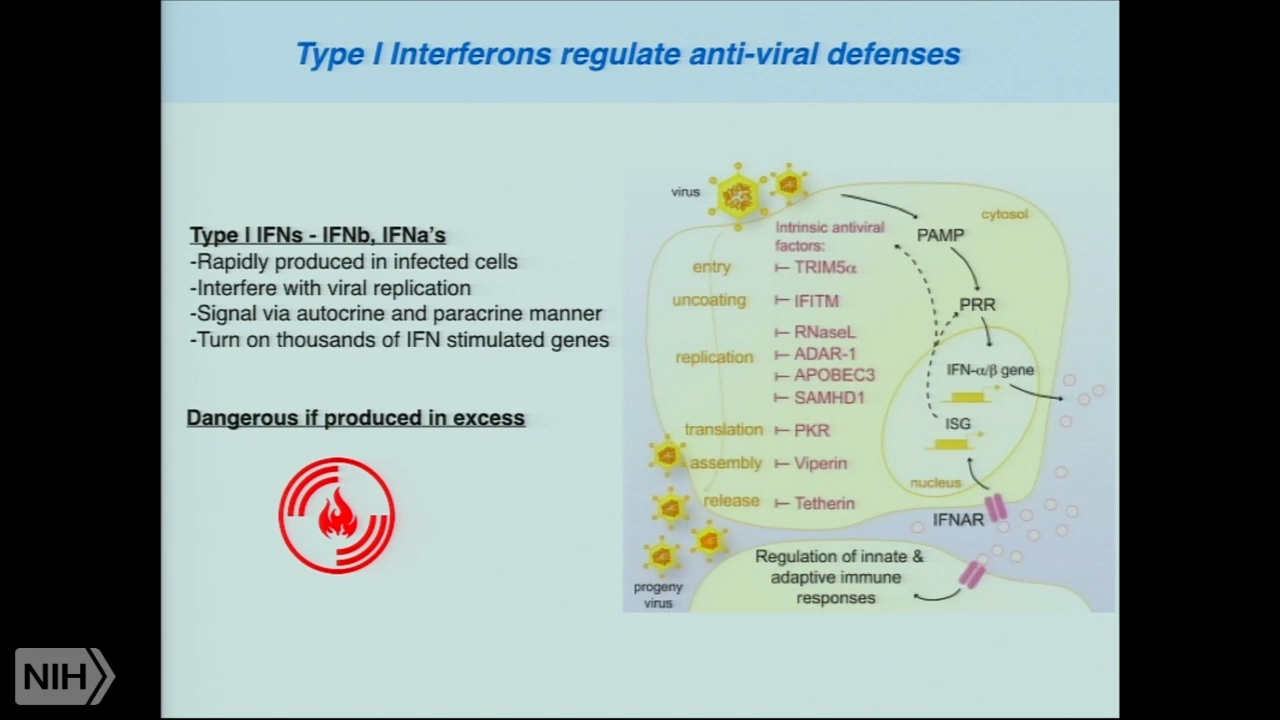 Type I Interferons regulate anti-viral defenses
Type I IFNs - IFNb, IFNa's
-Rapidly produced in infected cells
-Interfere with viral replication
-Signal via autocrine and paracrine manner
-Turn on thousands of IFN stimulated genes
Dangerous if produced in excess
virus
cytosol
Intrinsic antiviral
factors:
PAMP
entry
TRIM5α
uncoating
IFITM
PRR
RNaseL
replication
ADAR-1
APOBEC3
SAMHD1
IFN-α/β gene
ISG
translation
PKR
assembly
Viperin
nucleus
release
Tetherin
IFNAR
Regulation of innate &
adaptive immune
responses
progeny
virus
NIH